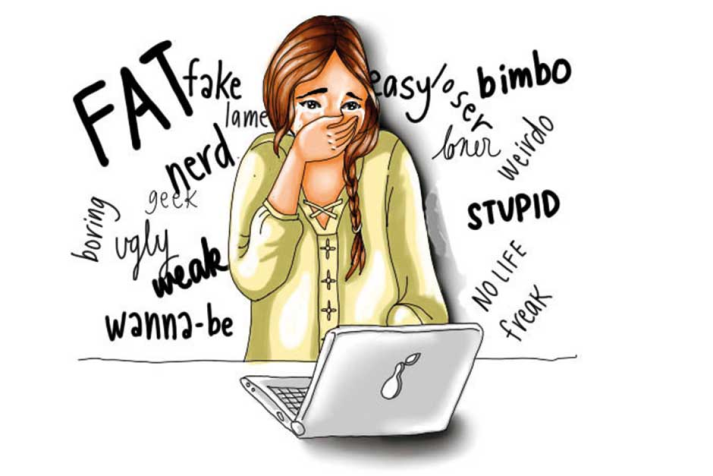 FAT
fake
lame
nerd
geek
boring
ugly
weak
wanna-be
easy
loser
bimbo
loner
weirdo
STUPID
NO LIFE
freak